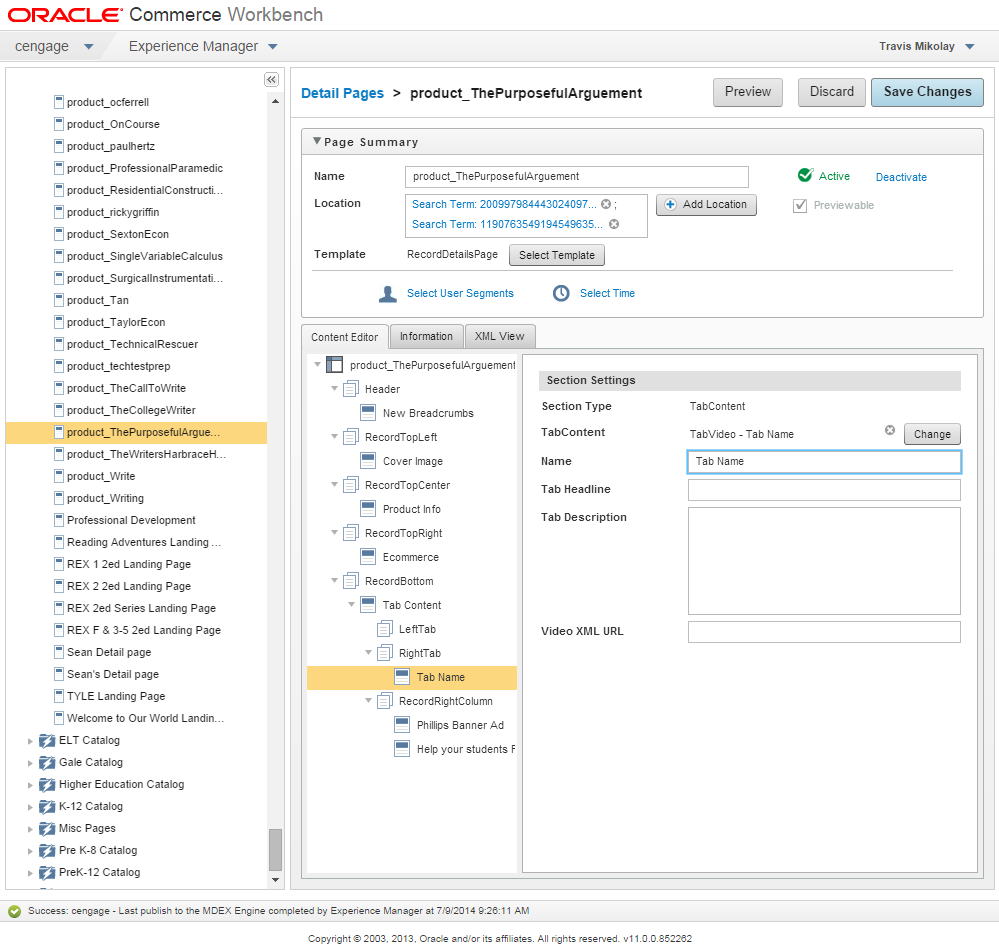 ORACLE Commerce Workbench
cengage Experience Manager Travis Mikolay
product_ocferrell
product_OnCourse
product_paulhertz
product_ProfessionalParamedic
product_ResidentialConstructi...
product_rickygriffin
product_SextonEcon
product_SingleVariableCalculus
product_SurgicalInstrumentati...
product_Tan
product_TaylorEcon
product_TechnicalRescuer
product_techtestprep
product_TheCallToWrite
product_TheCollegeWriter
product_ThePurposefulArgue...
product_TheWritersHarbraceH...
product_Write
product_Writing
Professional Development
Reading Adventures Landing ...
REX 1 2ed Landing Page
REX 2 2ed Landing Page
REX 2ed Series Landing Page
REX F & 3-5 2ed Landing Page
Sean Detail page
Sean's Detail page
TYLE Landing Page
Welcome to Our World Landin...
ELT Catalog
Gale Catalog
Higher Education Catalog
K-12 Catalog
Misc Pages
Pre K-8 Catalog
PreK-12 Catalog
Detail Pages > product_ThePurposefulArguement
Preview Discard Save Changes
Page Summary
Name product_ThePurposefulArguement Active Deactivate
Location Search Term: 200997984443024097... ; Add Location Previewable
Search Term: 1190763549194549635...
Template RecordDetailsPage Select Template
Select User Segments Select Time
Content Editor Information XML View
product_ThePurposefulArguement
Header
New Breadcrumbs
RecordTopLeft
Cover Image
RecordTopCenter
Product Info
RecordTopRight
Ecommerce
RecordBottom
Tab Content
LeftTab
RightTab
Tab Name
RecordRightColumn
Phillips Banner Ad
Help your students F
Section Settings
Section Type TabContent
TabContent TabVideo - Tab Name Change
Name Tab Name
Tab Headline
Tab Description
Video XML URL
Success: cengage - Last publish to the MDEX Engine completed by Experience Manager at 7/9/2014 9:26:11 AM
Copyright © 2003, 2013, Oracle and/or its affiliates. All rights reserved. v11.0.0.852262